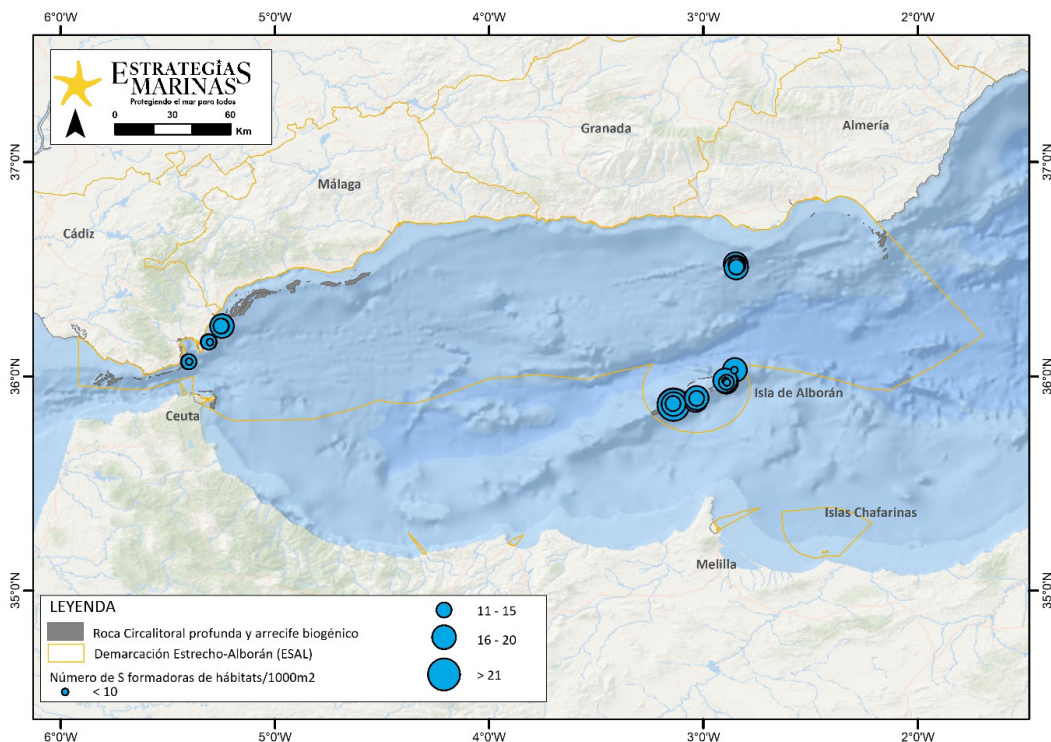 6°0'W 5°0'W 4°0'W 3°0'W 2°0'W
ESTRATEGIAS
MARINAS
Protegiendo el mar para todos
0 30 60
Km
Granada
Almería
37°0'N 37°0'N
Málaga
Cádiz
36°0'N 36°0'N
Isla de Alborán
Ceuta
Islas Chafarinas
Melilla
35°0'N 35°0'N
LEYENDA
Roca Circalitoral profunda y arrecife biogénico
Demarcación Estrecho-Alborán (ESAL)
Número de S formadoras de hábitats/1000m2
< 10
11 - 15
16 - 20
> 21
6°0'W 5°0'W 4°0'W 3°0'W 2°0'W